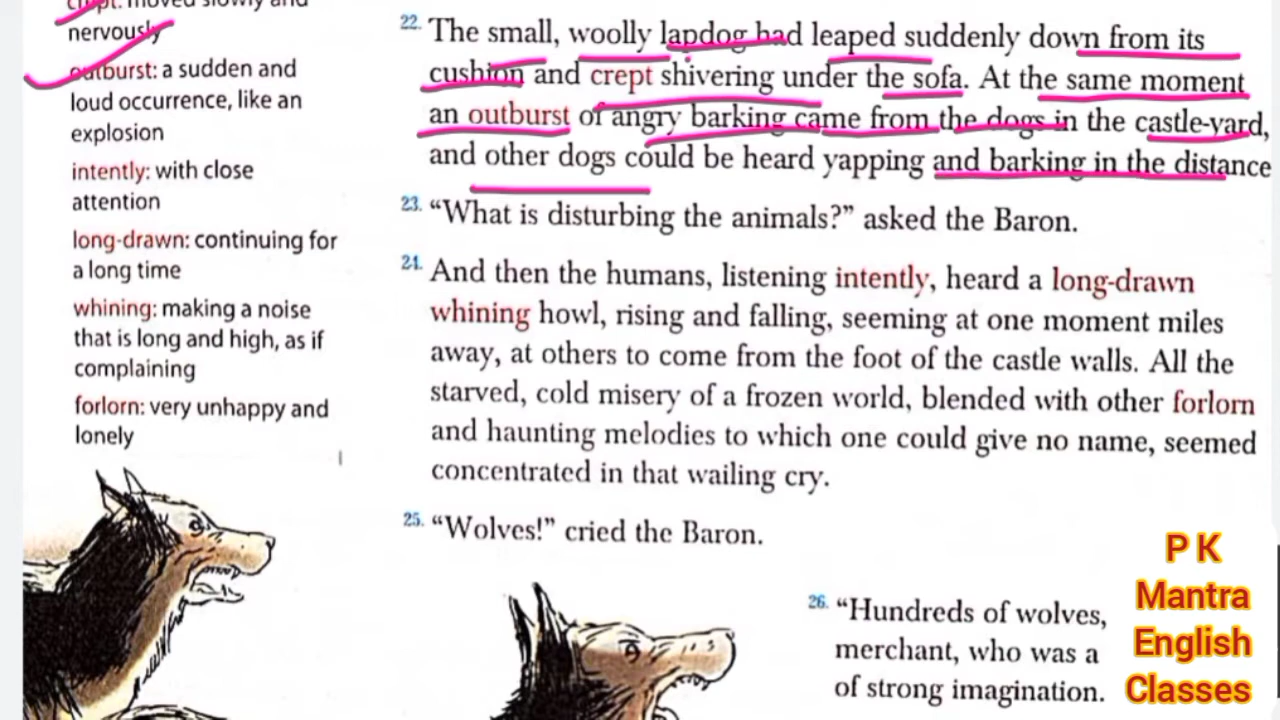 crept: moved slowly and
nervously
outburst: a sudden and
loud occurrence, like an
explosion
intently: with close
attention
long-drawn: continuing for
a long time
whining: making a noise
that is long and high, as if
complaining
forlorn: very unhappy and
lonely
22. The small, woolly lapdog had leaped suddenly down from its
cushion and crept shivering under the sofa. At the same moment
an outburst of angry barking came from the dogs in the castle-yard,
and other dogs could be heard yapping and barking in the distance
23. “What is disturbing the animals?” asked the Baron.
24. And then the humans, listening intently, heard a long-drawn
whining howl, rising and falling, seeming at one moment miles
away, at others to come from the foot of the castle walls. All the
starved, cold misery of a frozen world, blended with other forlorn
and haunting melodies to which one could give no name, seemed
concentrated in that wailing cry.
25. “Wolves!” cried the Baron.
26. “Hundreds of wolves,
merchant, who was a
of strong imagination.
P K
Mantra
English
Classes